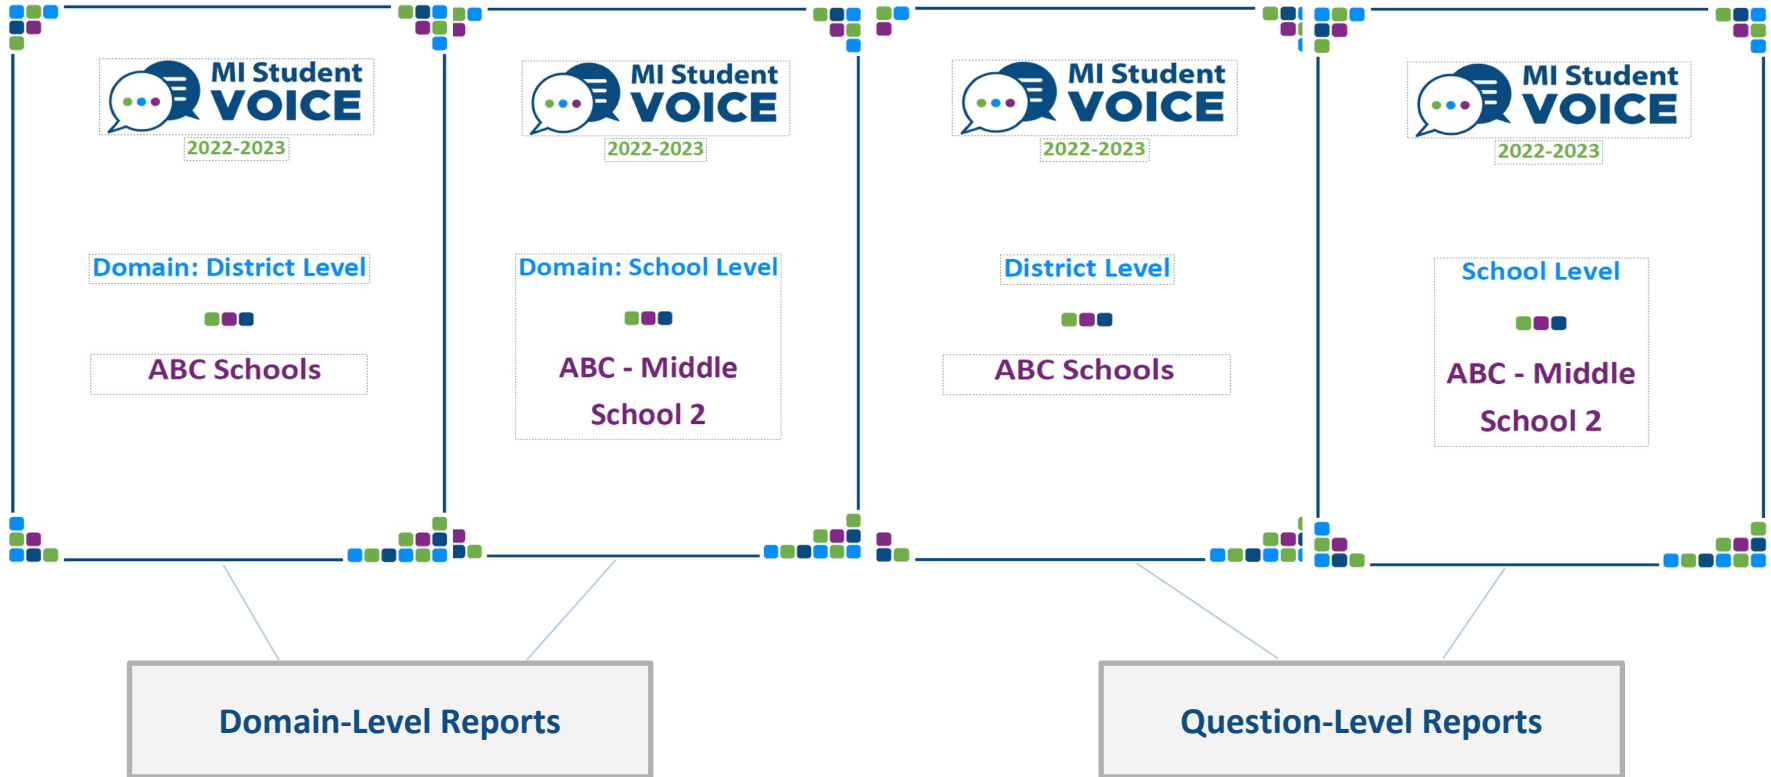 MI Student
VOICE
2022-2023
Domain: District Level
ABC Schools
MI Student
VOICE
2022-2023
Domain: School Level
ABC - Middle
School 2
MI Student
VOICE
2022-2023
District Level
ABC Schools
MI Student
VOICE
2022-2023
School Level
ABC - Middle
School 2
Domain-Level Reports
Question-Level Reports